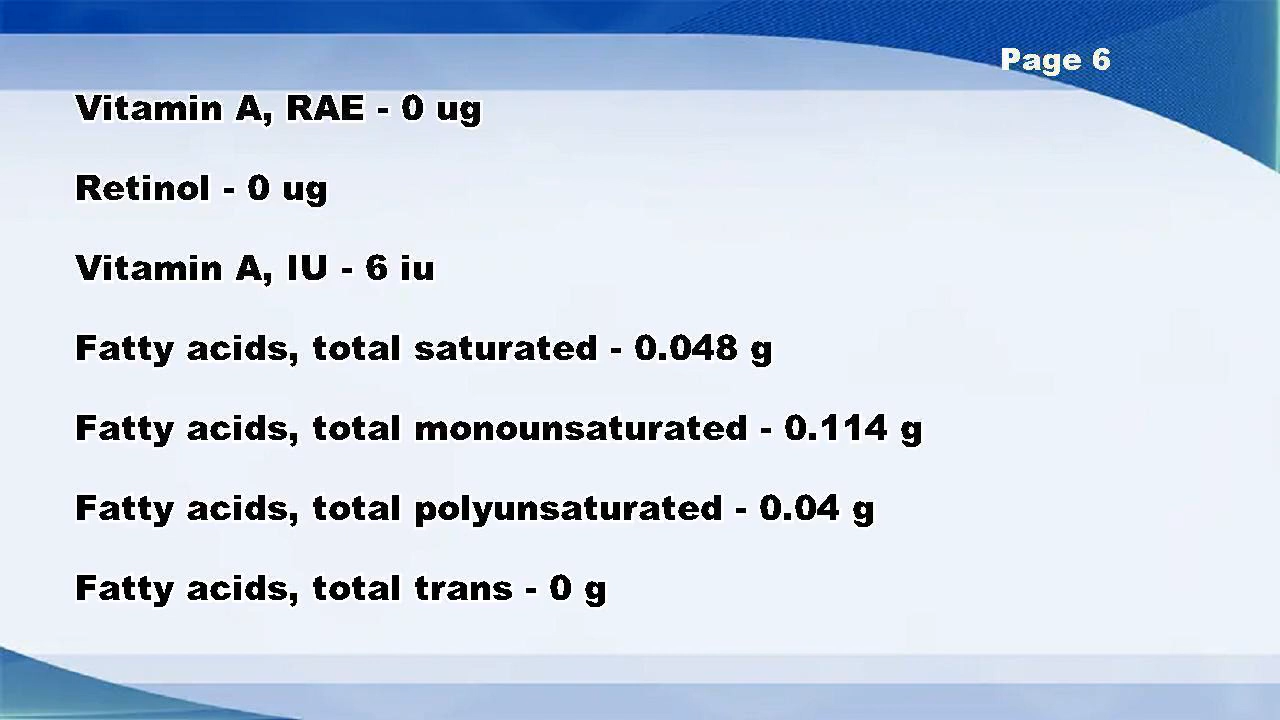 Page 6
Vitamin A, RAE - 0 ug
Retinol - 0 ug
Vitamin A, IU - 6 iu
Fatty acids, total saturated - 0.048 g
Fatty acids, total monounsaturated - 0.114 g
Fatty acids, total polyunsaturated - 0.04 g
Fatty acids, total trans - 0 g